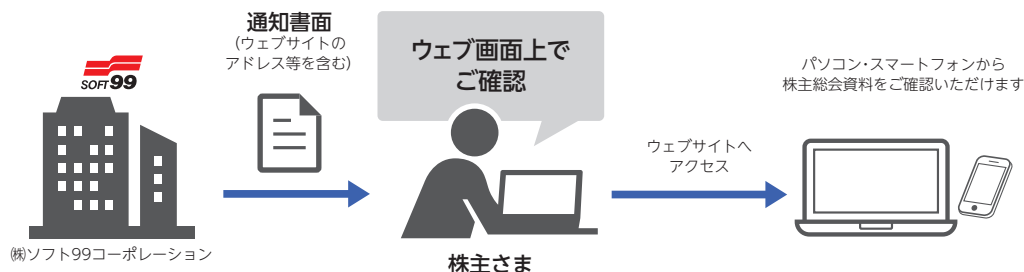 SOFT99
㈱ソフト99コーポレーション
通知書面
(ウェブサイトの
アドレス等を含む)
ウェブ画面上で
ご確認
株主さま
ウェブサイトへ
アクセス
パソコン・スマートフォンから
株主総会資料をご確認いただけます